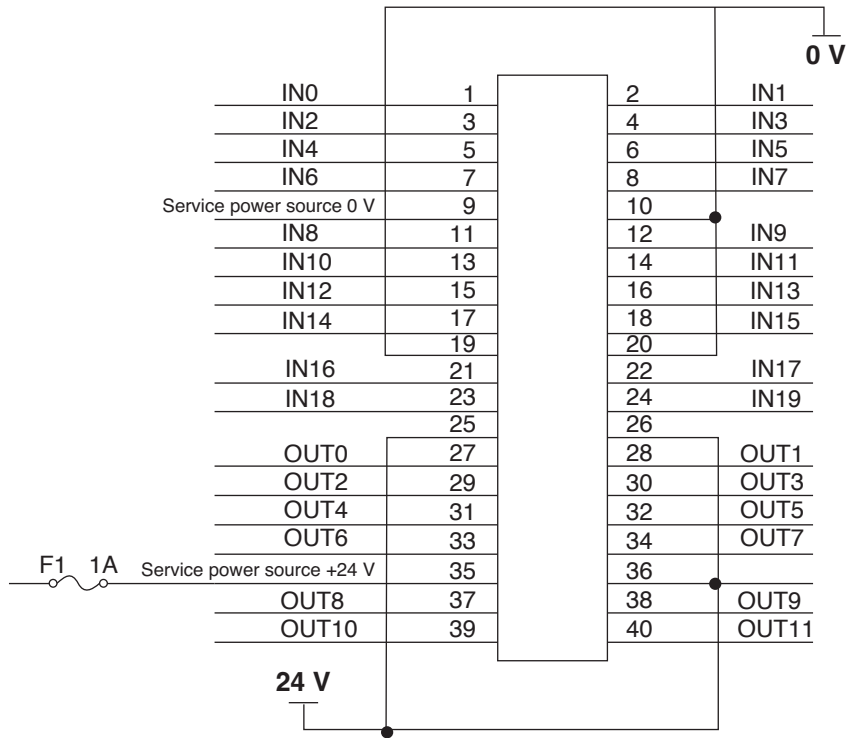 0 V
IN0 1 2 IN1
IN2 3 4 IN3
IN4 5 6 IN5
IN6 7 8 IN7
Service power source 0 V 9 10
IN8 11 12 IN9
IN10 13 14 IN11
IN12 15 16 IN13
IN14 17 18 IN15
19 20
IN16 21 22 IN17
IN18 23 24 IN19
25 26
OUT0 27 28 OUT1
OUT2 29 30 OUT3
OUT4 31 32 OUT5
OUT6 33 34 OUT7
F1 1A Service power source +24 V 35 36
OUT8 37 38 OUT9
OUT10 39 40 OUT11
24 V